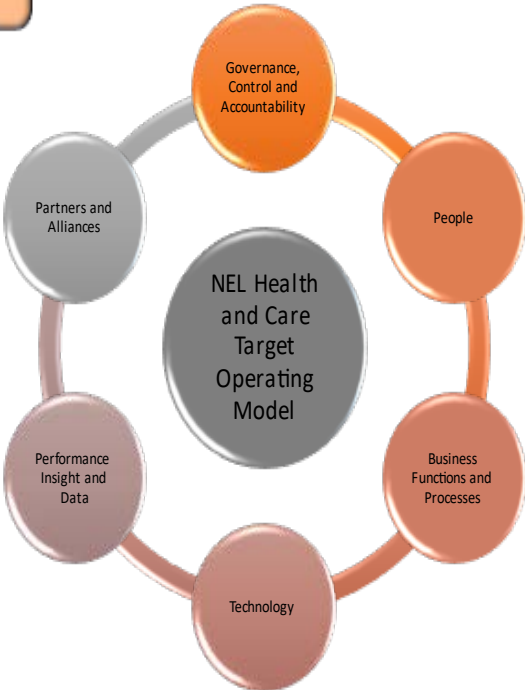 Governance,
Control and
Accountability
People
Business
Functions and
Processes
Technology
Performance
Insight and
Data
Partners and
Alliances
NEL Health
and Care
Target
Operating
Model